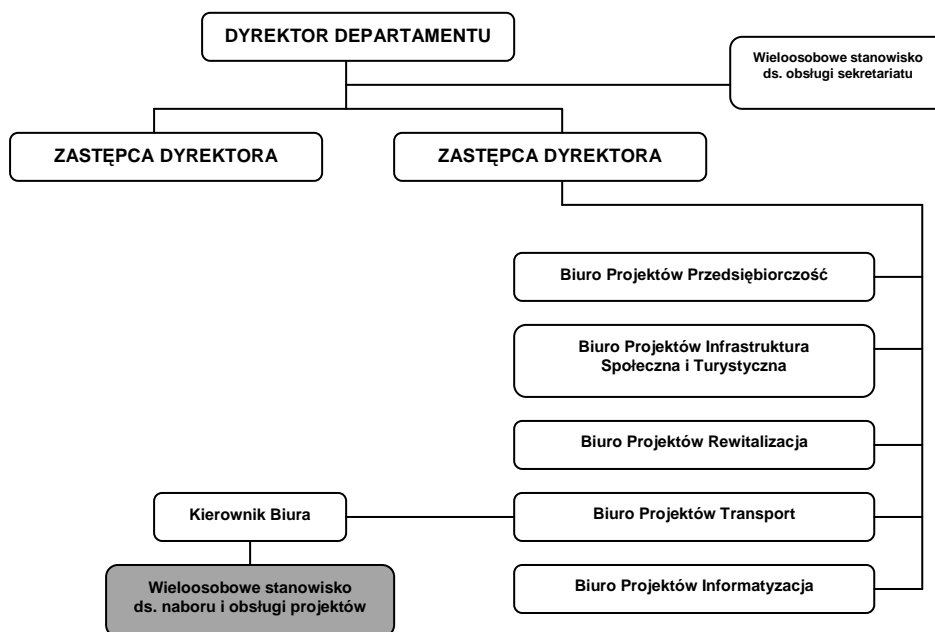 DYREKTOR DEPARTAMENTU
Wieloosobowe stanowisko
ds. obsługi sekretariatu
ZASTĘPCA DYREKTORA
ZASTĘPCA DYREKTORA
Biuro Projektów Przedsiębiorczość
Biuro Projektów Infrastruktura
Społeczna i Turystyczna
Biuro Projektów Rewitalizacja
Kierownik Biura
Biuro Projektów Transport
Wieloosobowe stanowisko
ds. naboru i obsługi projektów
Biuro Projektów Informatyzacja